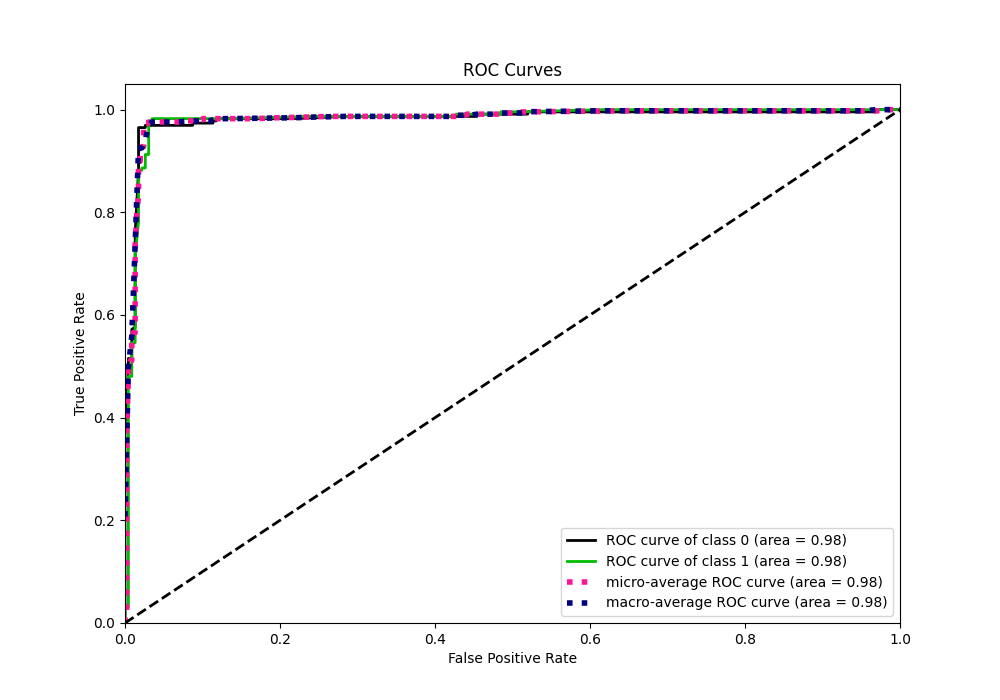 ROC Curves
1.0
0.8
0.6
0.4
0.2
0.0
True Positive Rate
ROC curve of class 0 (area = 0.98)
ROC curve of class 1 (area = 0.98)
micro-average ROC curve (area = 0.98)
macro-average ROC curve (area = 0.98)
0.0 0.2 0.4 0.6 0.8 1.0
False Positive Rate